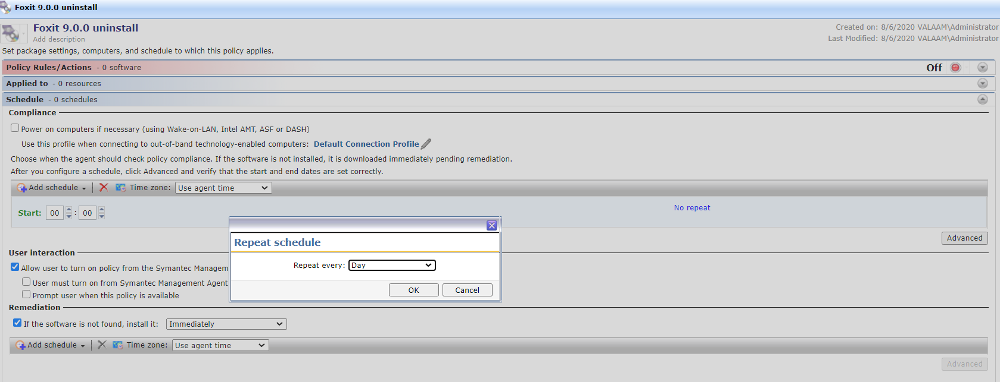 Foxit 9.0.0 uninstall
Foxit 9.0.0 uninstall
Created on: 8/6/2020 VALAAM\Administrator
Add description
Last Modified: 8/6/2020 VALAAM\Administrator
Set package settings, computers, and schedule to which this policy applies.
Policy Rules/Actions - 0 software Off
Applied to - 0 resources
Schedule - 0 schedules
Compliance
Power on computers if necessary (using Wake-on-LAN, Intel AMT, ASF or DASH)
Use this profile when connecting to out-of-band technology-enabled computers: Default Connection Profile
Choose when the agent should check policy compliance. If the software is not installed, it is downloaded immediately pending remediation.
After you configure a schedule, click Advanced and verify that the start and end dates are set correctly.
Add schedule Time zone: Use agent time
Start: 00 : 00 No repeat
Advanced
Repeat schedule
Repeat every: Day
OK Cancel
User interaction
Allow user to turn on policy from the Symantec Managem
User must turn on from Symantec Management Agent
Prompt user when this policy is available
Remediation
If the software is not found, install it: Immediately
Add schedule Time zone: Use agent time
Advanced